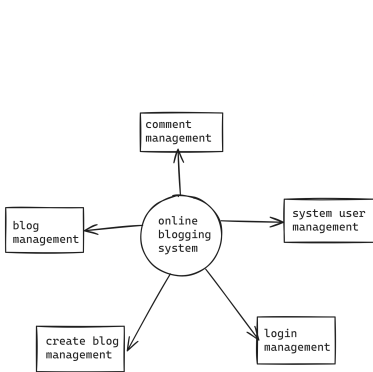 comment
management
online
blogging
system
system user
management
blog
management
login
management
create blog
management